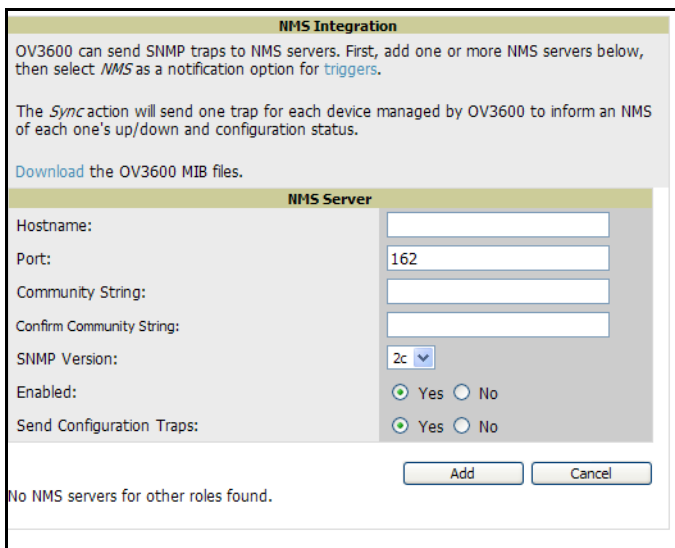 NMS Integration
OV3600 can send SNMP traps to NMS servers. First, add one or more NMS servers below,
then select NMS as a notification option for triggers.
The Sync action will send one trap for each device managed by OV3600 to inform an NMS
of each one's up/down and configuration status.
Download the OV3600 MIB files.
NMS Server
Hostname:
Port: 162
Community String:
Confirm Community String:
SNMP Version: 2c
Enabled: Yes No
Send Configuration Traps: Yes No
Add Cancel
No NMS servers for other roles found.